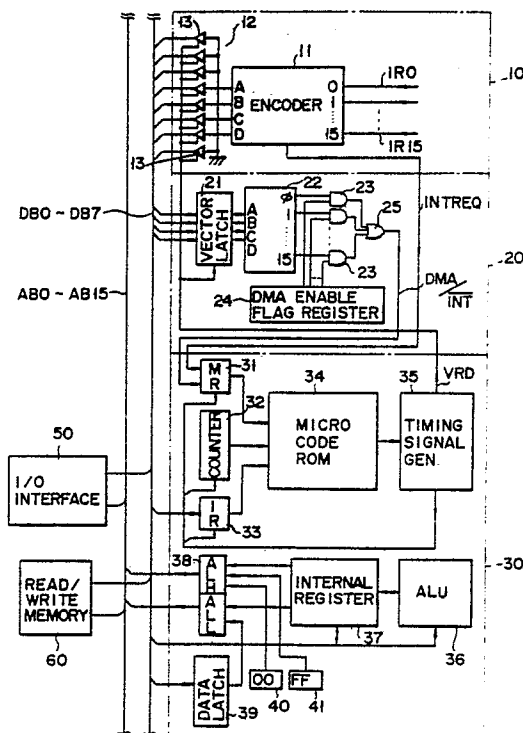 13
12
11
A
B
C
D
ENCODER
0
1
15
IR0
IR15
10
13
21
22
23
DB0 ~ DB7
VECTOR
LATCH
A
B
C
D
Ø
1
15
25
INTREQ
AB0 ~ AB15
23
20
24
DMA ENABLE
FLAG REGISTER
DMA
INT
31
34
35
VRD
MR
32
50
COUNTER
MICRO
CODE
ROM
TIMING
SIGNAL
GEN.
I/O
INTERFACE
IR
33
38
30
READ/
WRITE
MEMORY
ALH
ALL
INTERNAL
REGISTER
ALU
60
37
36
DATA
LATCH
39
00
40
FF
41